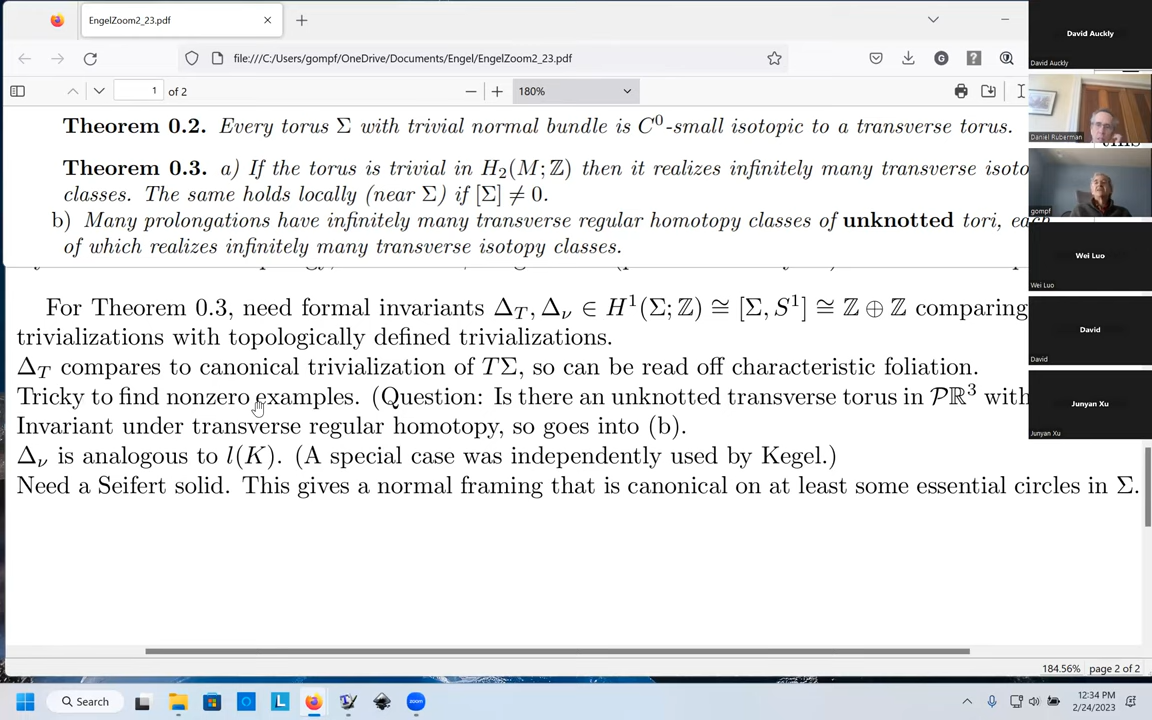 EngelZoom2_23.pdf
file:///C:/Users/gompf/OneDrive/Documents/Engel/EngelZoom2_23.pdf
G
1 of 2
180%
Theorem 0.2. Every torus Σ with trivial normal bundle is C⁰-small isotopic to a transverse torus.
Theorem 0.3. a) If the torus is trivial in H₂(M; ℤ) then it realizes infinitely many transverse isoto
classes. The same holds locally (near Σ) if [Σ] ≠ 0.
b) Many prolongations have infinitely many transverse regular homotopy classes of unknotted tori, each
of which realizes infinitely many transverse isotopy classes.
For Theorem 0.3, need formal invariants Δ_T, Δ_ν ∈ H¹(Σ; ℤ) ≅ [Σ, S¹] ≅ ℤ ⊕ ℤ comparing
trivializations with topologically defined trivializations.
Δ_T compares to canonical trivialization of TΣ, so can be read off characteristic foliation.
Tricky to find nonzero examples. (Question: Is there an unknotted transverse torus in 𝒫ℝ³ with
Invariant under transverse regular homotopy, so goes into (b).
Δ_ν is analogous to l(K). (A special case was independently used by Kegel.)
Need a Seifert solid. This gives a normal framing that is canonical on at least some essential circles in Σ.
184.56% page 2 of 2
David Auckly
David Auckly
Daniel Ruberman
gompf
Wei Luo
Wei Luo
David
David
Junyan Xu
Junyan Xu
Search
L
zoom
12:34 PM
2/24/2023